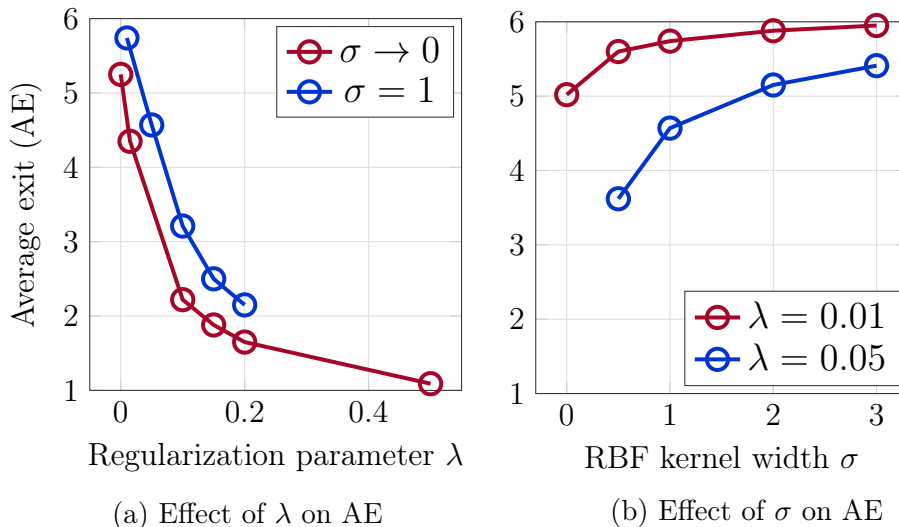 6
5
4
3
2
1
Average exit (AE)
σ → 0
σ = 1
0
0.2
0.4
Regularization parameter λ
(a) Effect of λ on AE
6
5
4
3
2
1
λ = 0.01
λ = 0.05
0
1
2
3
RBF kernel width σ
(b) Effect of σ on AE